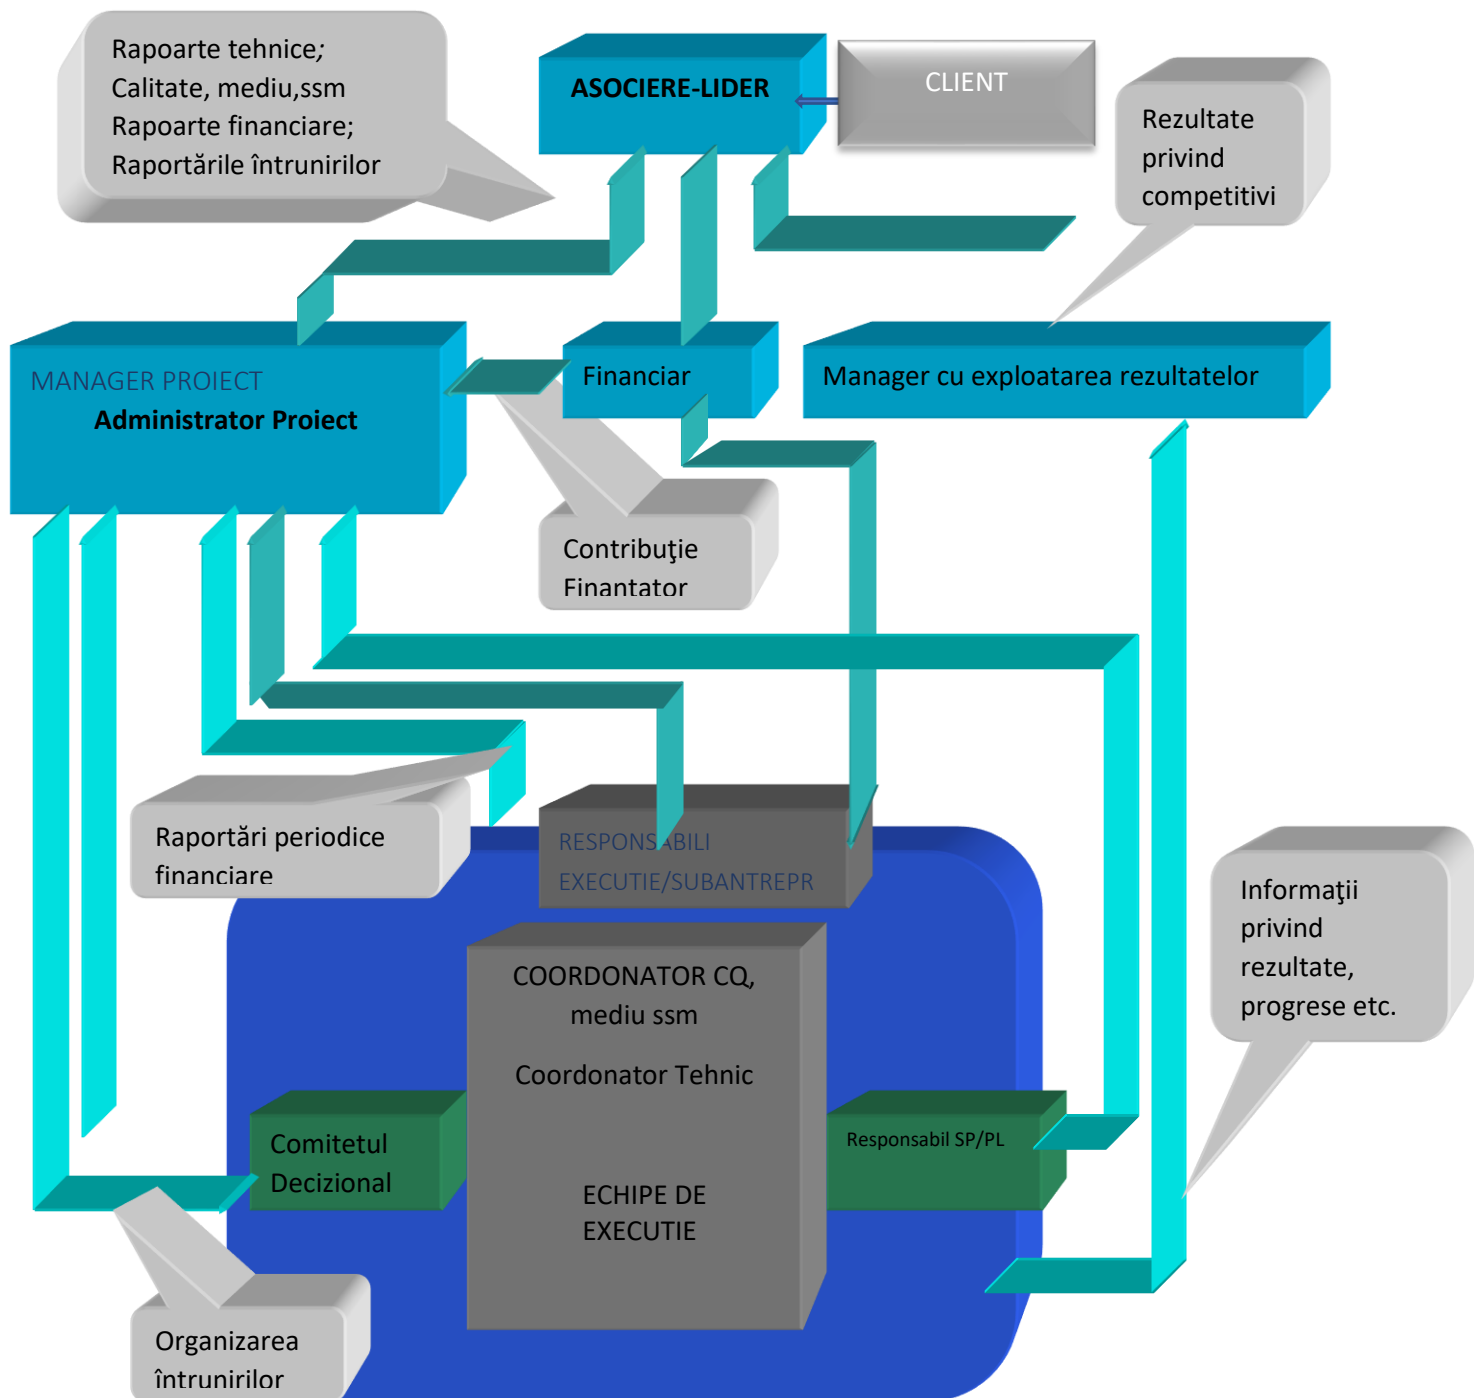 Rapoarte tehnice;
Calitate, mediu,ssm
Rapoarte financiare;
Raportările întrunirilor
ASOCIERE-LIDER
CLIENT
Rezultate
privind
competitivi
MANAGER PROIECT
Administrator Proiect
Financiar
Manager cu exploatarea rezultatelor
Contribuţie
Finantator
Raportări periodice
financiare
RESPONSABILI
EXECUTIE/SUBANTREPR
Informaţii
privind
rezultate,
progrese etc.
COORDONATOR CQ,
mediu ssm
Coordonator Tehnic
Comitetul
Decizional
Responsabil SP/PL
ECHIPE DE
EXECUTIE
Organizarea
întrunirilor